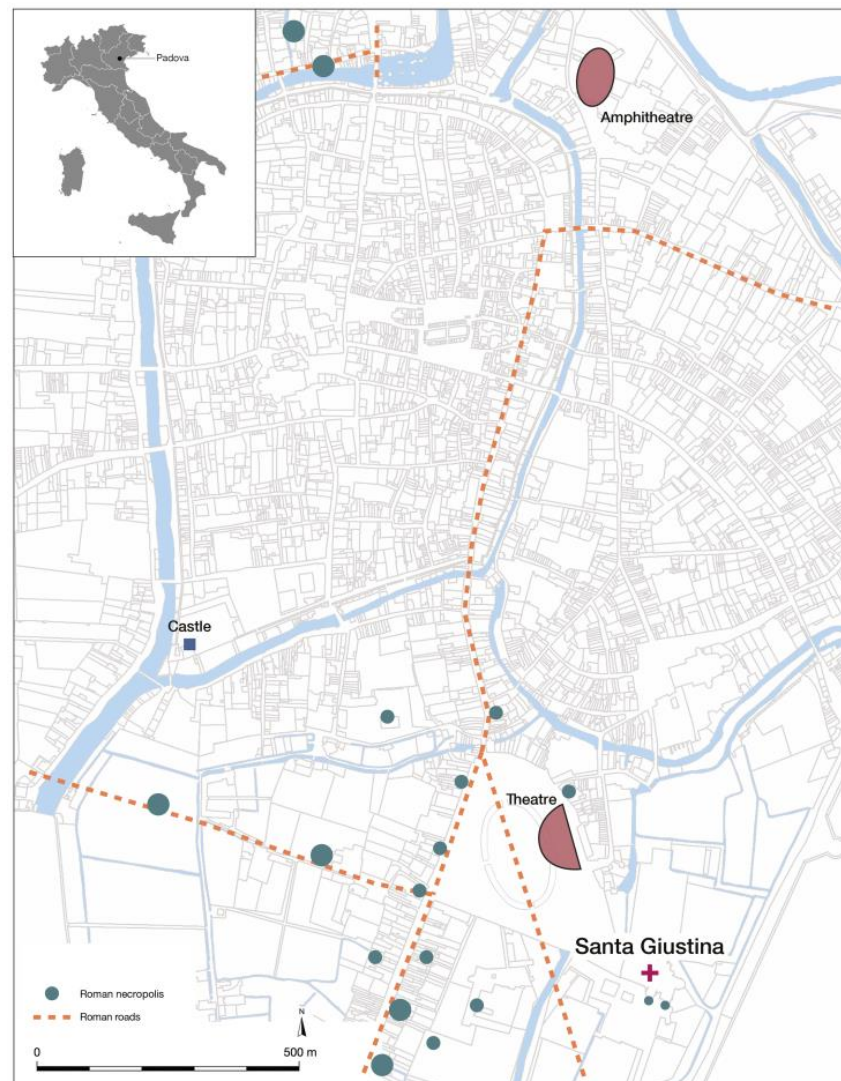 Padova
Amphitheatre
Castle
Theatre
Santa Giustina
Roman necropolis
Roman roads
N
0
500 m